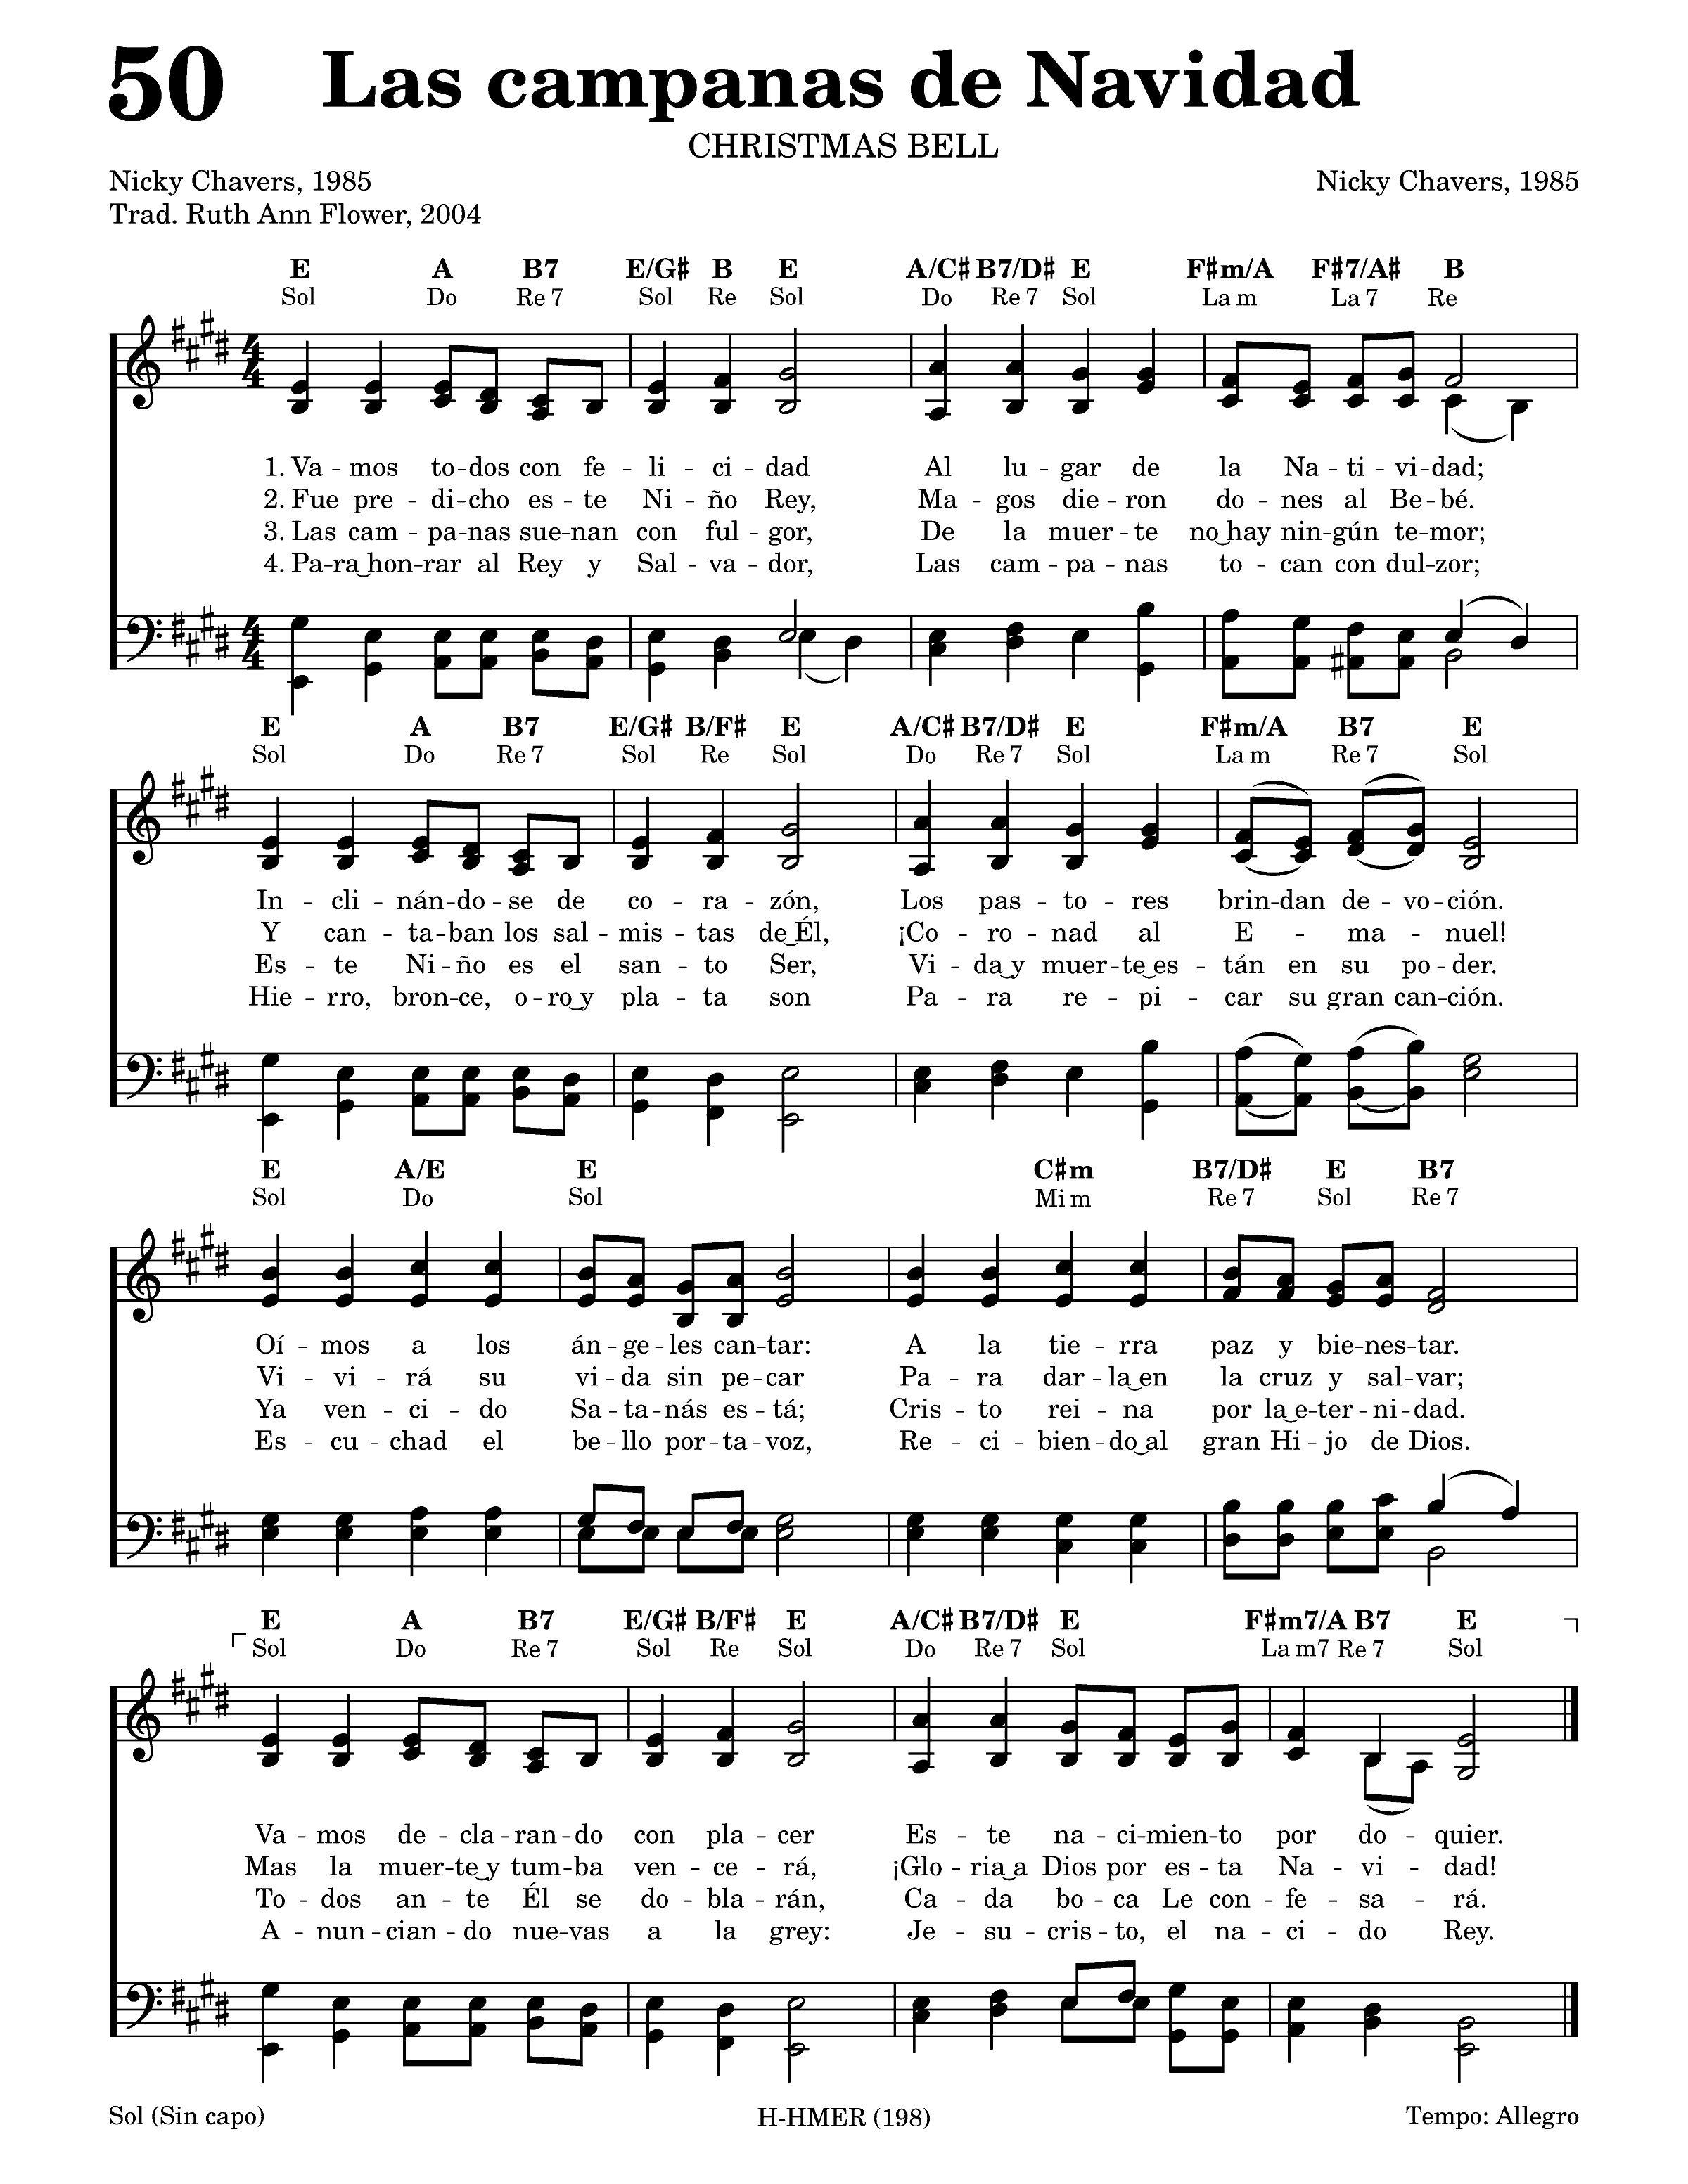 50 Las campanas de Navidad
CHRISTMAS BELL
Nicky Chavers, 1985 Nicky Chavers, 1985
Trad. Ruth Ann Flower, 2004
E A B7 E/G♯ B E A/C♯ B7/D♯ E F♯m/A F♯7/A♯ B
Sol Do Re 7 Sol Re Sol Do Re 7 Sol La m La 7 Re
1. Va -- mos to -- dos con fe -- li -- ci -- dad Al lu -- gar de la Na -- ti -- vi -- dad;
2. Fue pre -- di -- cho es -- te Ni -- ño Rey, Ma -- gos die -- ron do -- nes al Be -- bé.
3. Las cam -- pa -- nas sue -- nan con ful -- gor, De la muer -- te no‿hay nin -- gún te -- mor;
4. Pa -- ra‿hon -- rar al Rey y Sal -- va -- dor, Las cam -- pa -- nas to -- can con dul -- zor;
E A B7 E/G♯ B/F♯ E A/C♯ B7/D♯ E F♯m/A B7 E
Sol Do Re 7 Sol Re Sol Do Re 7 Sol La m Re 7 Sol
In -- cli -- nán -- do -- se de co -- ra -- zón, Los pas -- to -- res brin -- dan de -- vo -- ción.
Y can -- ta -- ban los sal -- mis -- tas de‿Él, ¡Co -- ro -- nad al E -- ma -- nuel!
Es -- te Ni -- ño es el san -- to Ser, Vi -- da‿y muer -- te‿es -- tán en su po -- der.
Hie -- rro, bron -- ce, o -- ro‿y pla -- ta son Pa -- ra re -- pi -- car su gran can -- ción.
E A/E E C♯m B7/D♯ E B7
Sol Do Sol Mi m Re 7 Sol Re 7
Oí -- mos a los án -- ge -- les can -- tar: A la tie -- rra paz y bie -- nes -- tar.
Vi -- vi -- rá su vi -- da sin pe -- car Pa -- ra dar -- la‿en la cruz y sal -- var;
Ya ven -- ci -- do Sa -- ta -- nás es -- tá; Cris -- to rei -- na por la‿e -- ter -- ni -- dad.
Es -- cu -- chad el be -- llo por -- ta -- voz, Re -- ci -- bien -- do‿al gran Hi -- jo de Dios.
E A B7 E/G♯ B/F♯ E A/C♯ B7/D♯ E F♯m7/A B7 E
Sol Do Re 7 Sol Re Sol Do Re 7 Sol La m7 Re 7 Sol
Va -- mos de -- cla -- ran -- do con pla -- cer Es -- te na -- ci -- mien -- to por do -- quier.
Mas la muer -- te‿y tum -- ba ven -- ce -- rá, ¡Glo -- ria‿a Dios por es -- ta Na -- vi -- dad!
To -- dos an -- te Él se do -- bla -- rán, Ca -- da bo -- ca Le con -- fe -- sa -- rá.
A -- nun -- cian -- do nue -- vas a la grey: Je -- su -- cris -- to, el na -- ci -- do Rey.
Sol (Sin capo) H-HMER (198) Tempo: Allegro